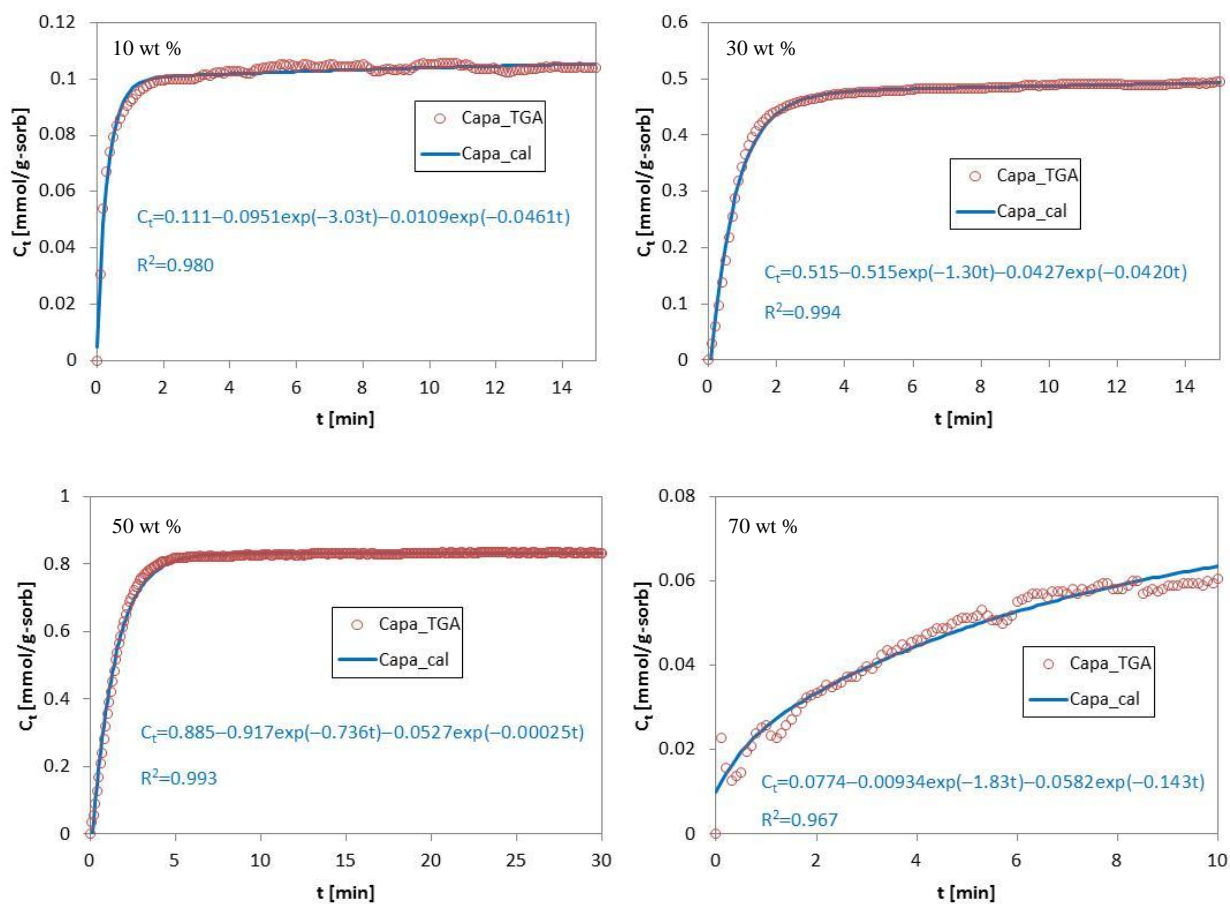 10 wt %
0.12
0.1
0.08
0.06
0.04
0.02
0
C_t [mmol/g-sorb]
Capa_TGA
Capa_cal
C_t=0.111−0.0951exp(−3.03t)−0.0109exp(−0.0461t)
R²=0.980
0 2 4 6 8 10 12 14
t [min]
30 wt %
0.6
0.5
0.4
0.3
0.2
0.1
0
C_t [mmol/g-sorb]
Capa_TGA
Capa_cal
C_t=0.515−0.515exp(−1.30t)−0.0427exp(−0.0420t)
R²=0.994
0 2 4 6 8 10 12 14
t [min]
50 wt %
1
0.8
0.6
0.4
0.2
0
C_t [mmol/g-sorb]
Capa_TGA
Capa_cal
C_t=0.885−0.917exp(−0.736t)−0.0527exp(−0.00025t)
R²=0.993
0 5 10 15 20 25 30
t [min]
70 wt %
0.08
0.06
0.04
0.02
0
C_t [mmol/g-sorb]
Capa_TGA
Capa_cal
C_t=0.0774−0.00934exp(−1.83t)−0.0582exp(−0.143t)
R²=0.967
0 2 4 6 8 10
t [min]